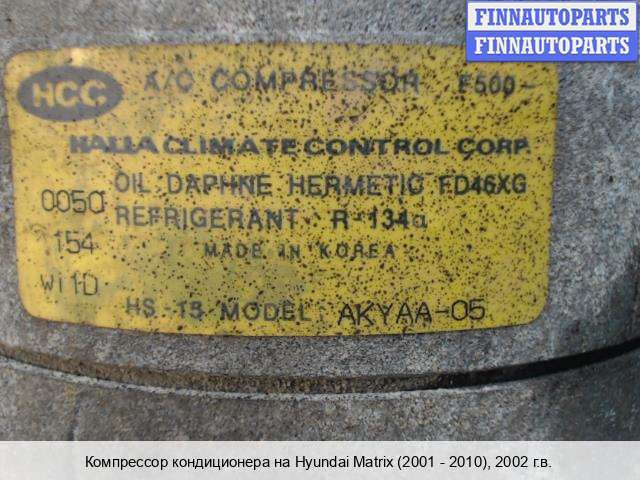 FINNAUTOPARTS
FINNAUTOPARTS
HCC A/C COMPRESSOR F500-
HALLA CLIMATE CONTROL CORP.
OIL DAPHNE HERMETIC FD46XG
0050
REFRIGERANT R-134a
154
MADE IN KOREA
W11D
HS-15 MODEL AKYAA-05
Компрессор кондиционера на Hyundai Matrix (2001 - 2010), 2002 г.в.